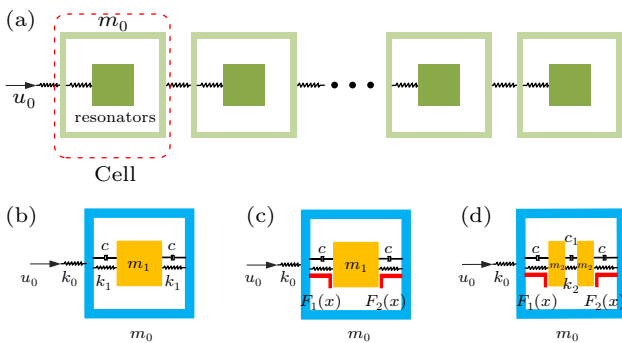 (a)
m₀
u₀
resonators
Cell
(b)
c
c
m₁
u₀
k₀
k₁
k₁
m₀
(c)
c
c
m₁
u₀
k₀
F₁(x)
F₂(x)
m₀
(d)
c
c₁
c
m₂
m₂
u₀
k₀
k₂
F₁(x)
F₂(x)
m₀